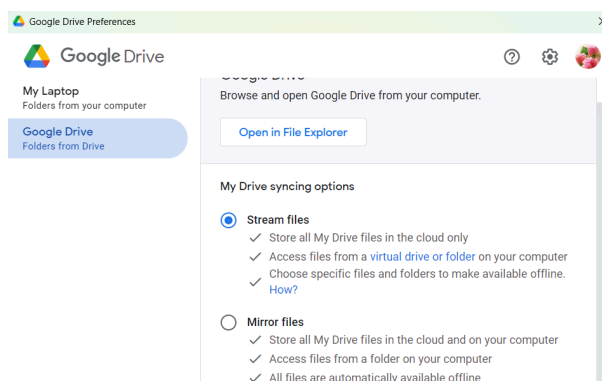 Google Drive Preferences
Google Drive
My Laptop
Folders from your computer
Google Drive
Folders from Drive
Google Drive
Browse and open Google Drive from your computer.
Open in File Explorer
My Drive syncing options
Stream files
Store all My Drive files in the cloud only
Access files from a virtual drive or folder on your computer
Choose specific files and folders to make available offline.
How?
Mirror files
Store all My Drive files in the cloud and on your computer
Access files from a folder on your computer
All files are automatically available offline